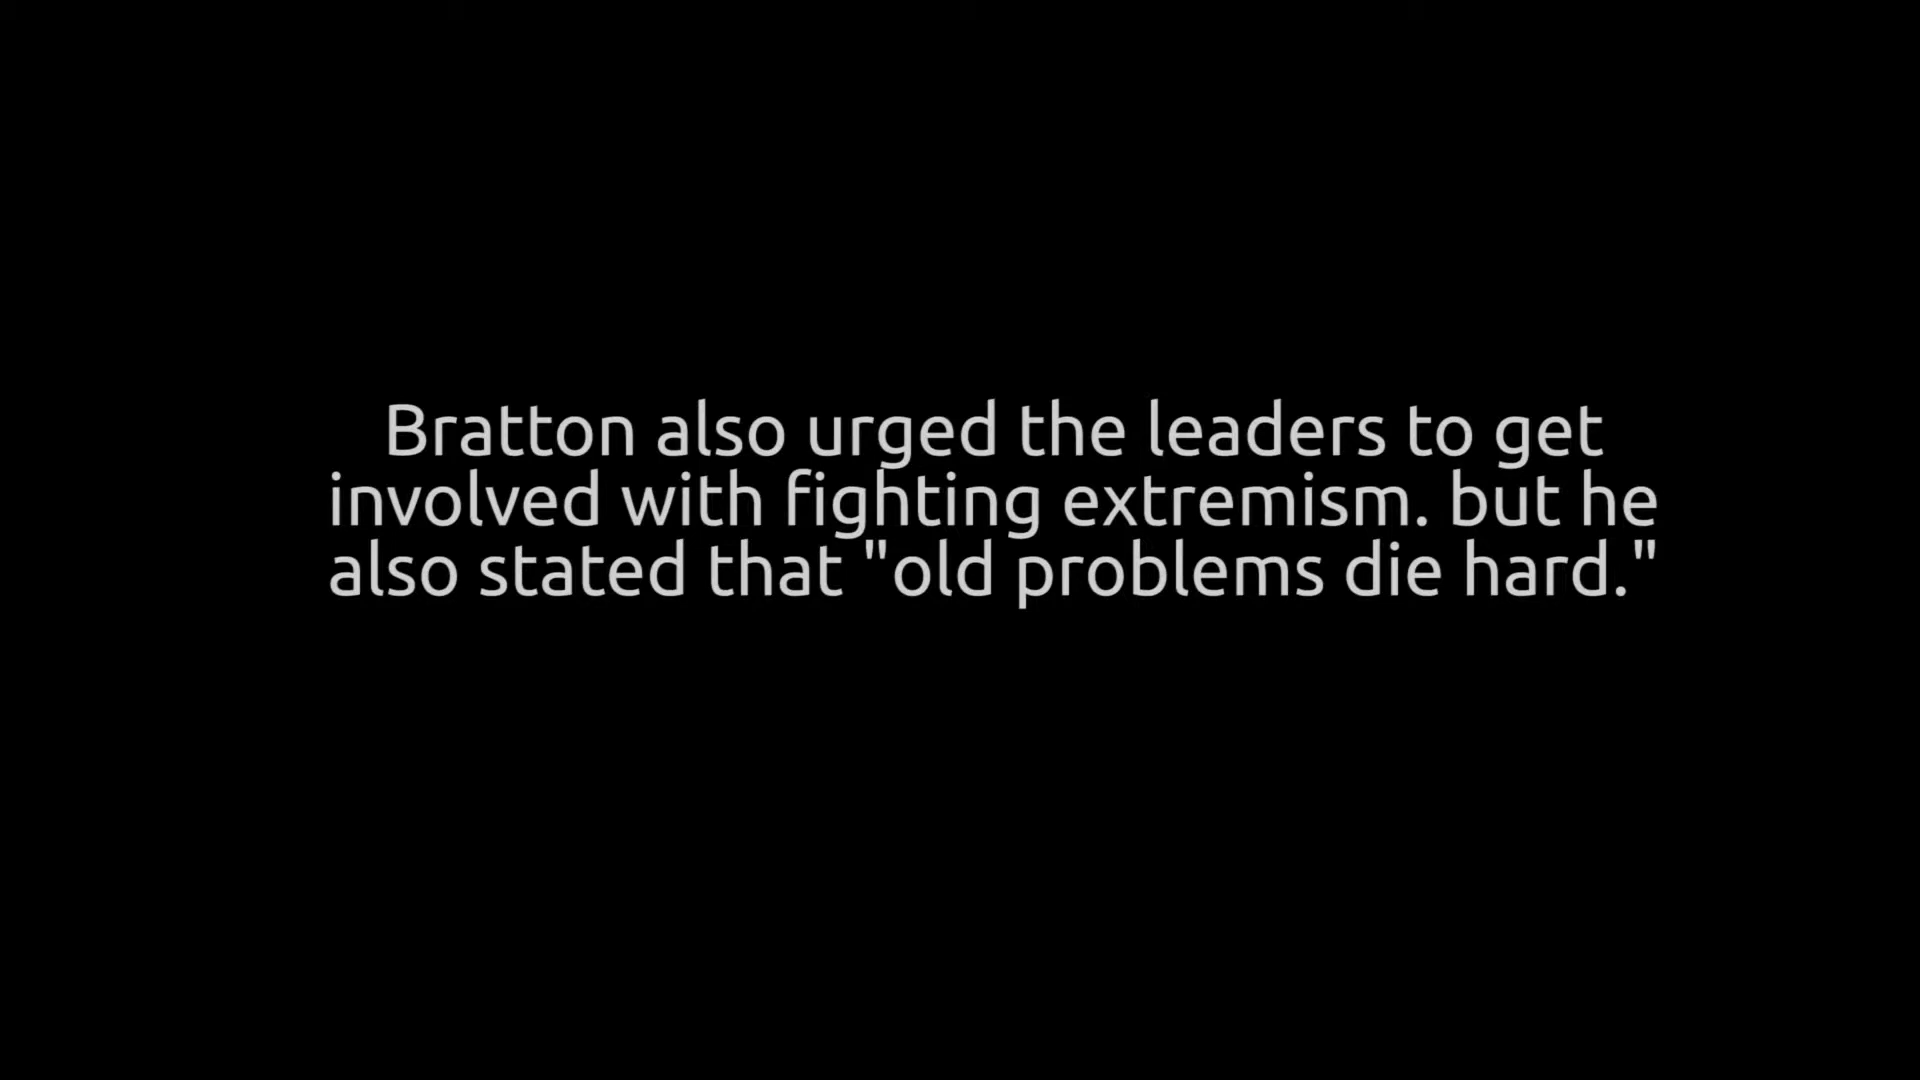 Bratton also urged the leaders to get
involved with fighting extremism. but he
also stated that "old problems die hard."